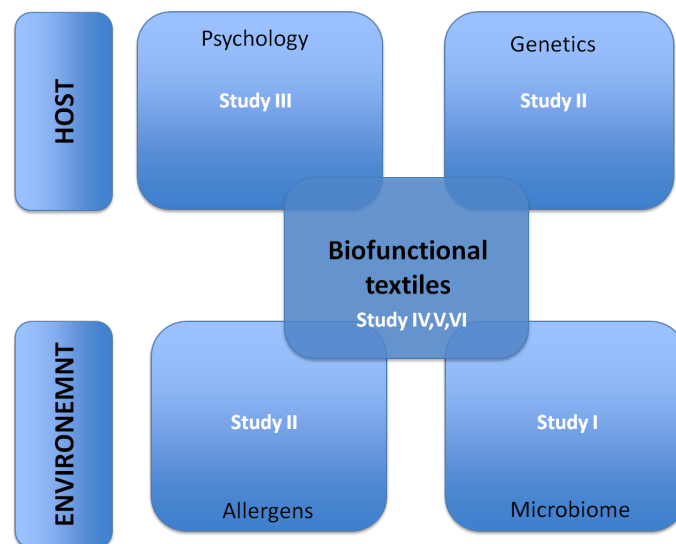 HOST
Psychology
Study III
Genetics
Study II
Biofunctional
textiles
Study IV,V,VI
ENVIRONEMNT
Study II
Allergens
Study I
Microbiome